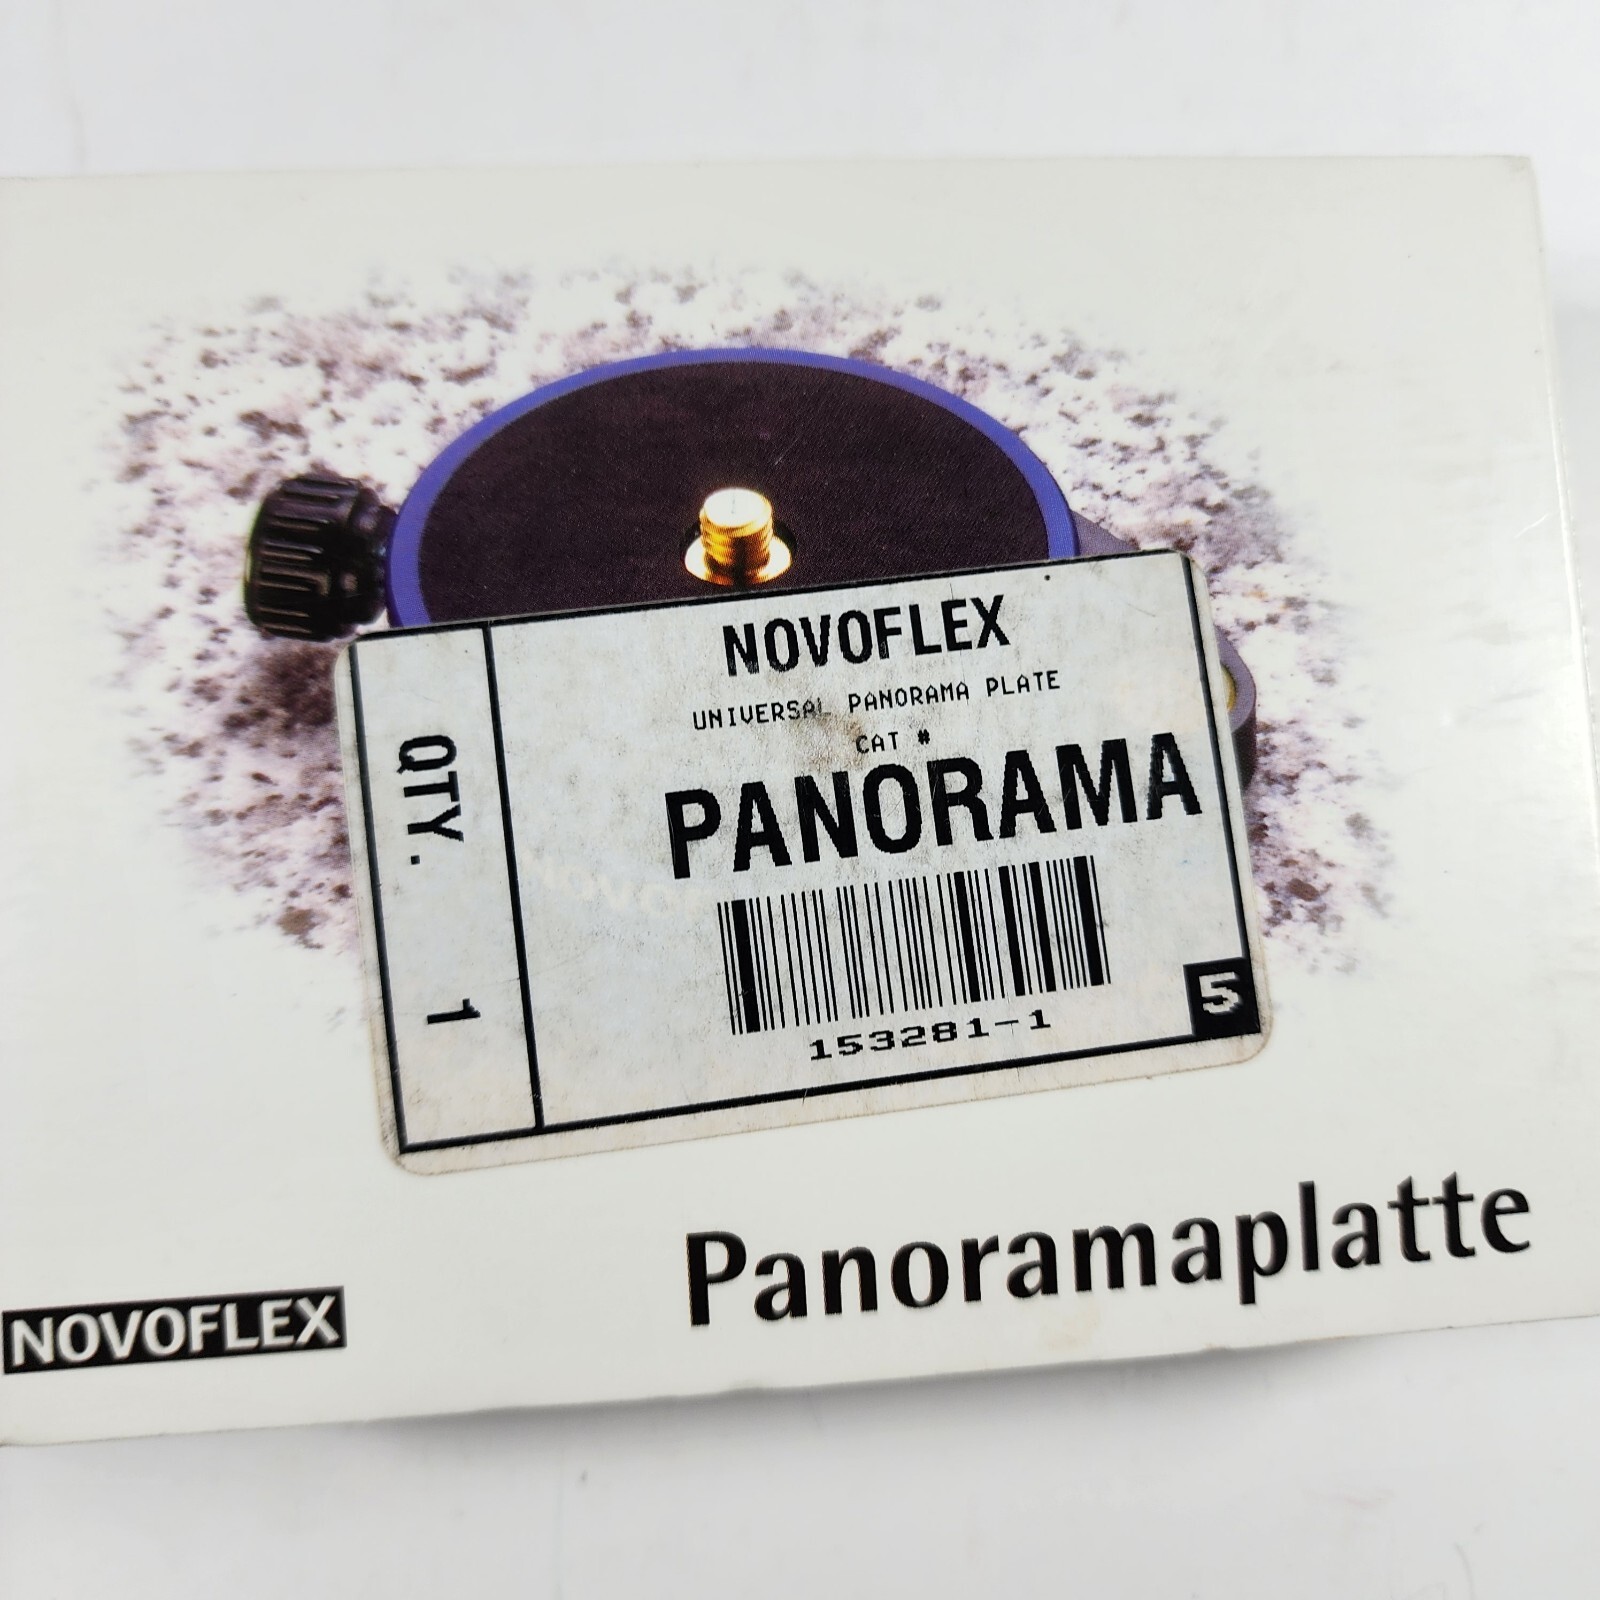 NOVOFLEX
UNIVERSAL PANORAMA PLATE
CAT #
PANORAMA
QTY. 1
153281-1
5
Panoramaplatte
NOVOFLEX